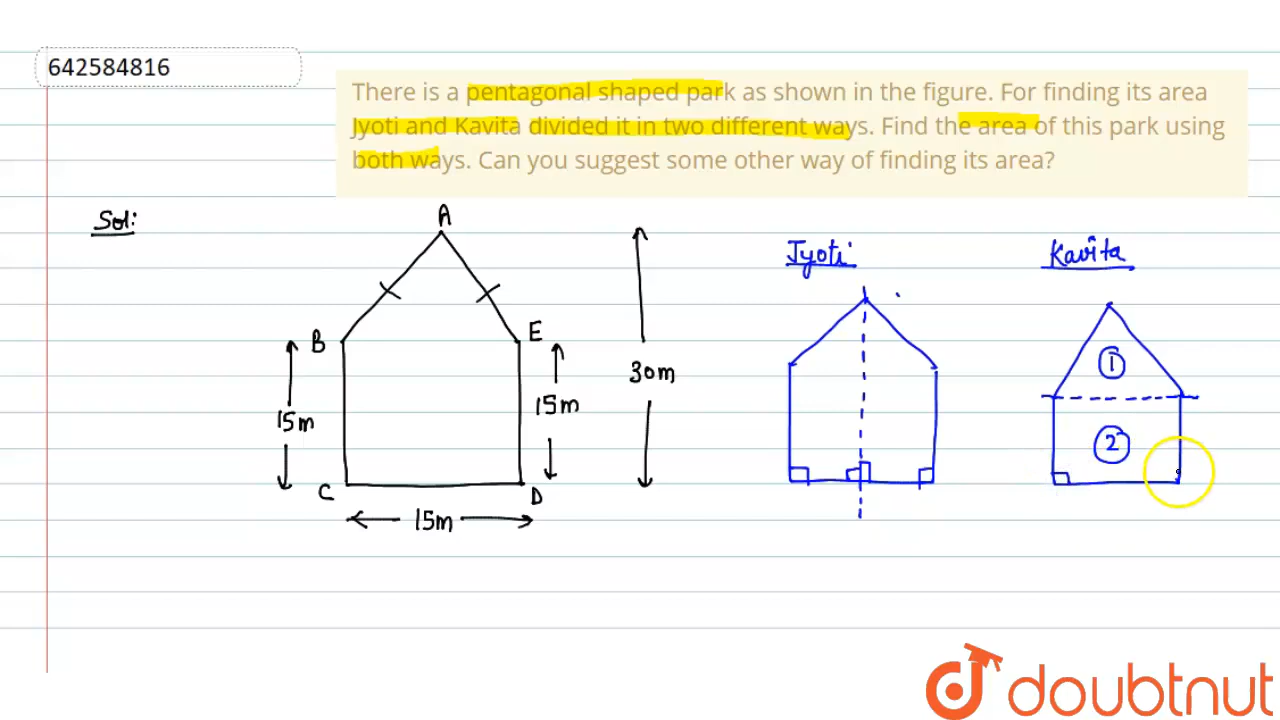 642584816
There is a pentagonal shaped park as shown in the figure. For finding its area
Jyoti and Kavita divided it in two different ways. Find the area of this park using
both ways. Can you suggest some other way of finding its area?
Sol:
A
Jyoti
Kavita
B
E
15m
15m
30m
1
2
C
D
15m
doubtnut